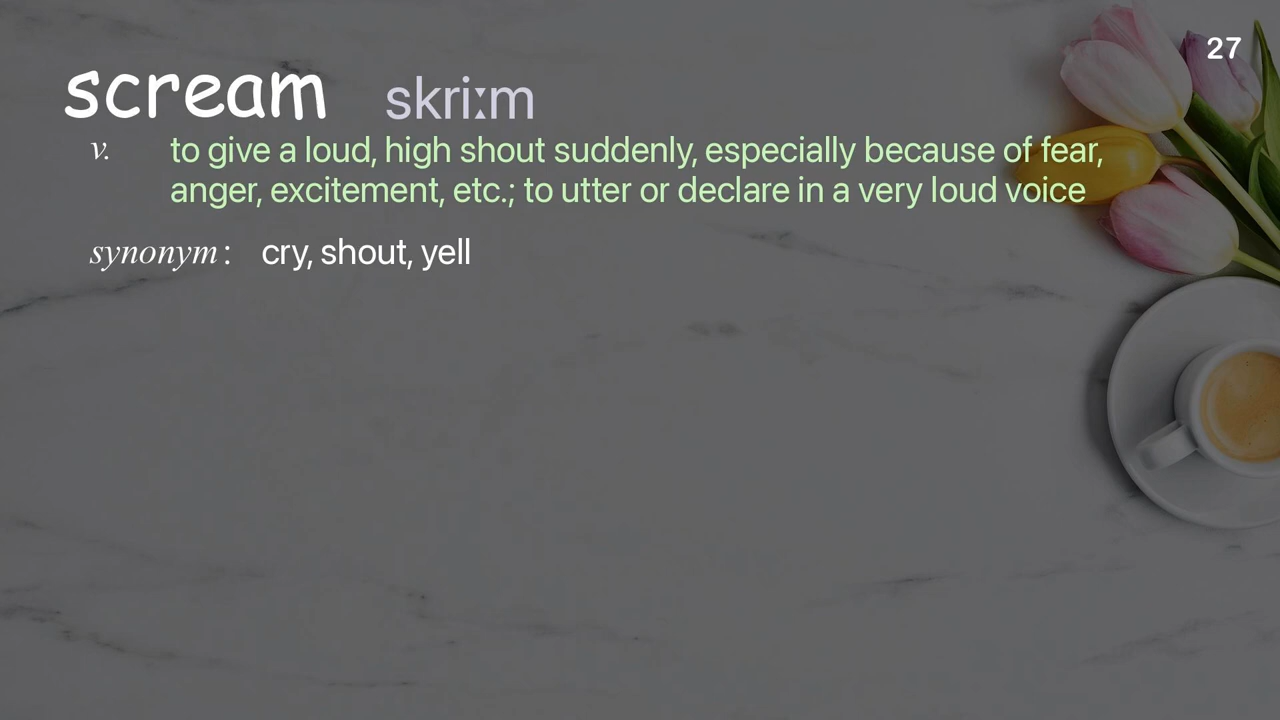 27
scream skriːm
v. to give a loud, high shout suddenly, especially because of fear,
anger, excitement, etc.; to utter or declare in a very loud voice
synonym : cry, shout, yell